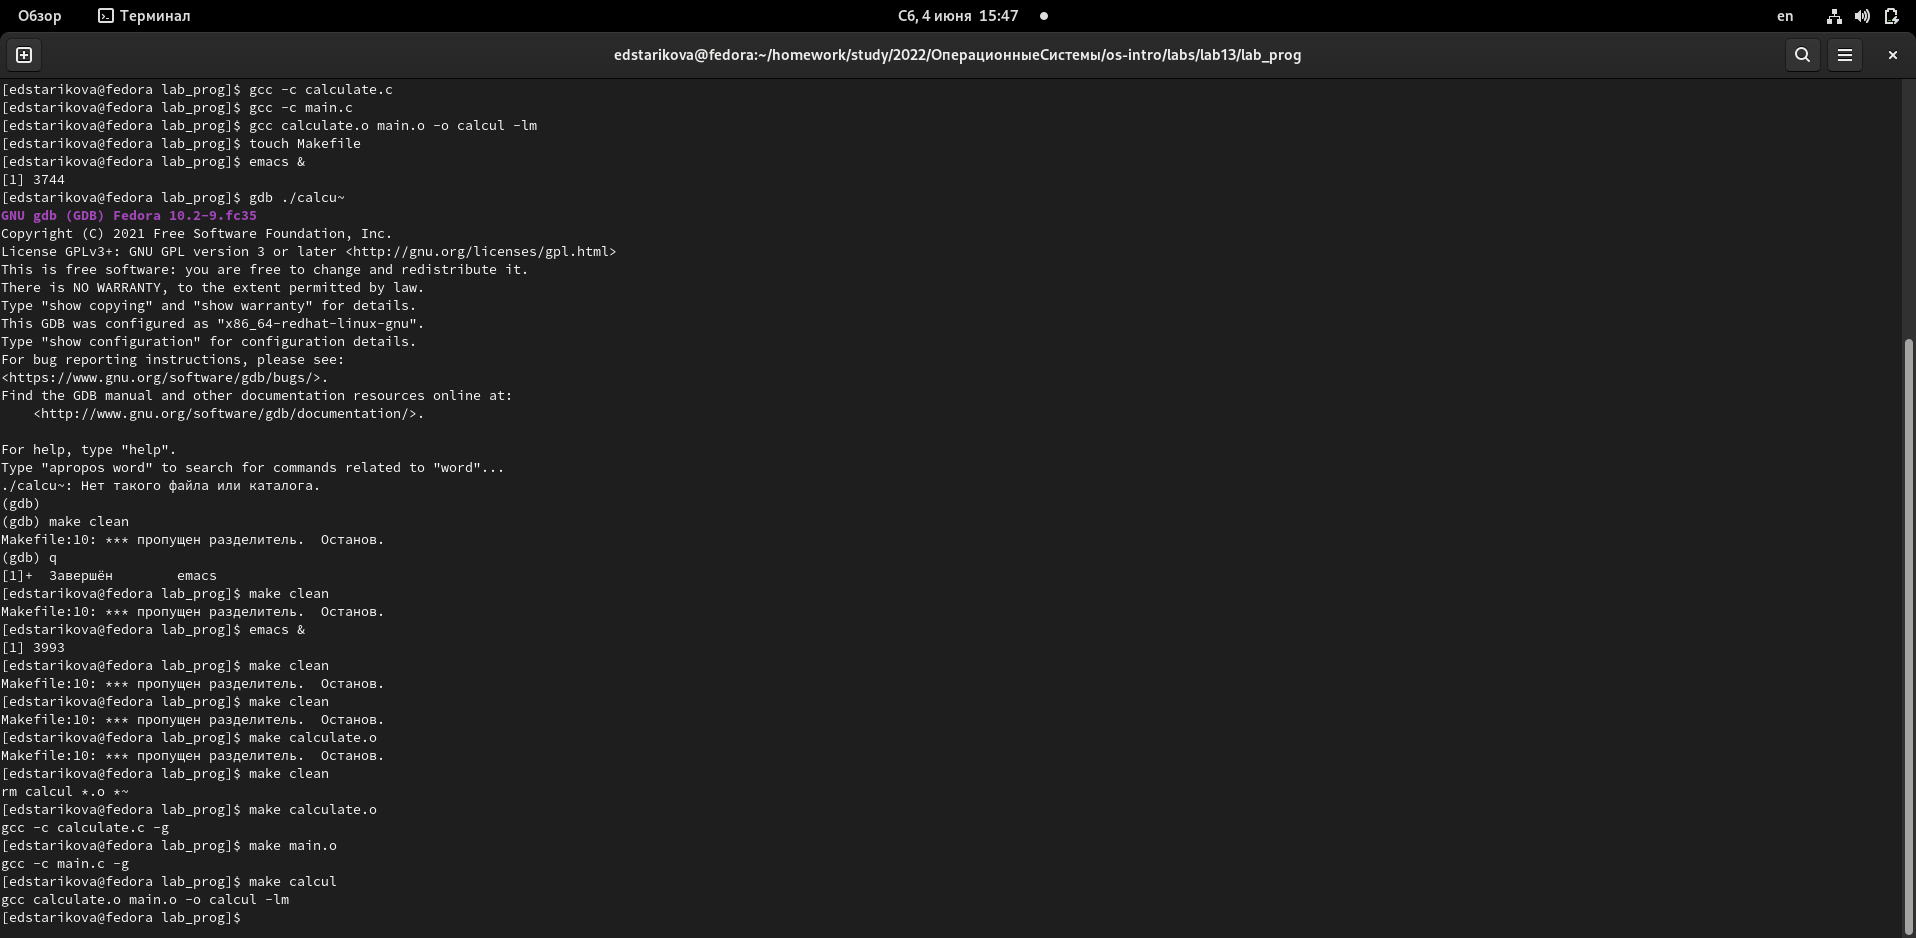 Обзор Терминал Сб, 4 июня 15:47 en
edstarikova@fedora:~/homework/study/2022/ОперационныеСистемы/os-intro/labs/lab13/lab_prog
[edstarikova@fedora lab_prog]$ gcc -c calculate.c
[edstarikova@fedora lab_prog]$ gcc -c main.c
[edstarikova@fedora lab_prog]$ gcc calculate.o main.o -o calcul -lm
[edstarikova@fedora lab_prog]$ touch Makefile
[edstarikova@fedora lab_prog]$ emacs &
[1] 3744
[edstarikova@fedora lab_prog]$ gdb ./calcu~
GNU gdb (GDB) Fedora 10.2-9.fc35
Copyright (C) 2021 Free Software Foundation, Inc.
License GPLv3+: GNU GPL version 3 or later <http://gnu.org/licenses/gpl.html>
This is free software: you are free to change and redistribute it.
There is NO WARRANTY, to the extent permitted by law.
Type "show copying" and "show warranty" for details.
This GDB was configured as "x86_64-redhat-linux-gnu".
Type "show configuration" for configuration details.
For bug reporting instructions, please see:
<https://www.gnu.org/software/gdb/bugs/>.
Find the GDB manual and other documentation resources online at:
    <http://www.gnu.org/software/gdb/documentation/>.

For help, type "help".
Type "apropos word" to search for commands related to "word"...
./calcu~: Нет такого файла или каталога.
(gdb)
(gdb) make clean
Makefile:10: *** пропущен разделитель.  Останов.
(gdb) q
[1]+  Завершён        emacs
[edstarikova@fedora lab_prog]$ make clean
Makefile:10: *** пропущен разделитель.  Останов.
[edstarikova@fedora lab_prog]$ emacs &
[1] 3993
[edstarikova@fedora lab_prog]$ make clean
Makefile:10: *** пропущен разделитель.  Останов.
[edstarikova@fedora lab_prog]$ make clean
Makefile:10: *** пропущен разделитель.  Останов.
[edstarikova@fedora lab_prog]$ make calculate.o
Makefile:10: *** пропущен разделитель.  Останов.
[edstarikova@fedora lab_prog]$ make clean
rm calcul *.o *~
[edstarikova@fedora lab_prog]$ make calculate.o
gcc -c calculate.c -g
[edstarikova@fedora lab_prog]$ make main.o
gcc -c main.c -g
[edstarikova@fedora lab_prog]$ make calcul
gcc calculate.o main.o -o calcul -lm
[edstarikova@fedora lab_prog]$